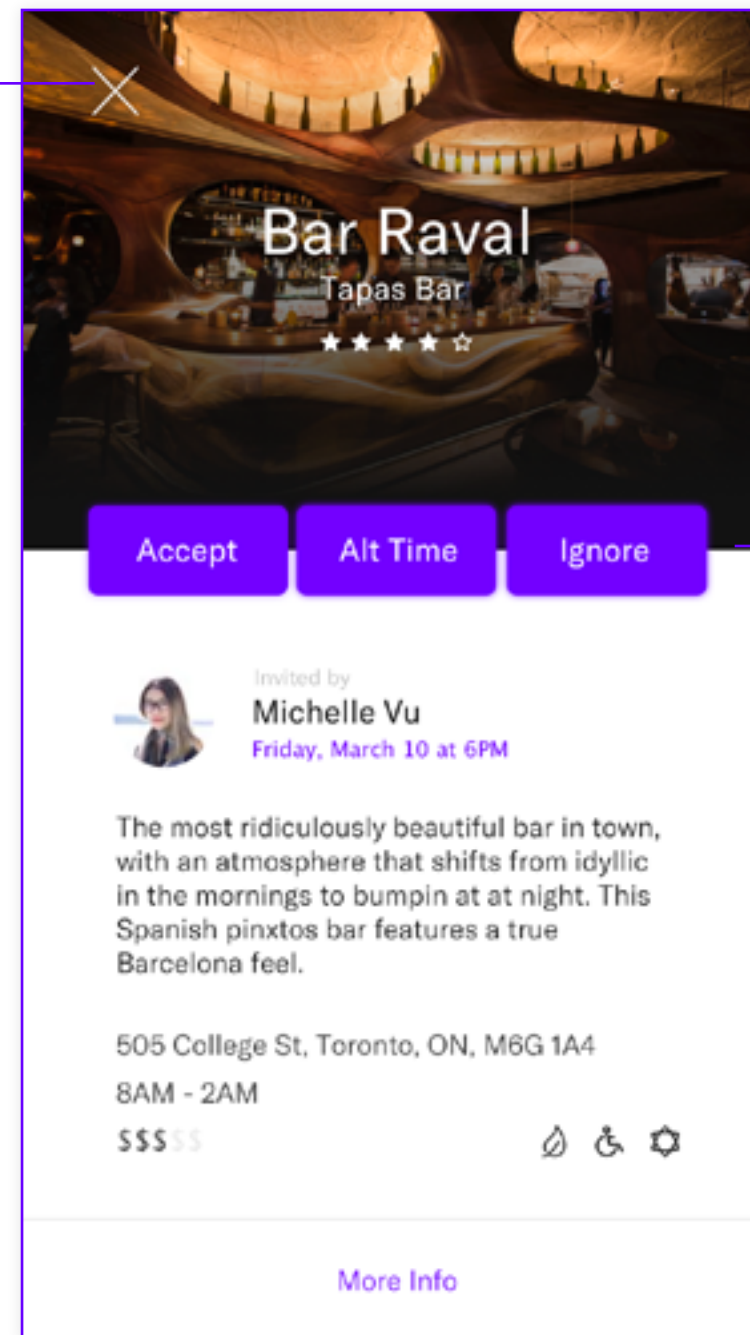 Bar Raval
Tapas Bar
Accept
Alt Time
Ignore
Invited by
Michelle Vu
Friday, March 10 at 6PM
The most ridiculously beautiful bar in town,
with an atmosphere that shifts from idyllic
in the mornings to bumpin at at night. This
Spanish pinxtos bar features a true
Barcelona feel.
505 College St, Toronto, ON, M6G 1A4
8AM - 2AM
$$$$$
More Info